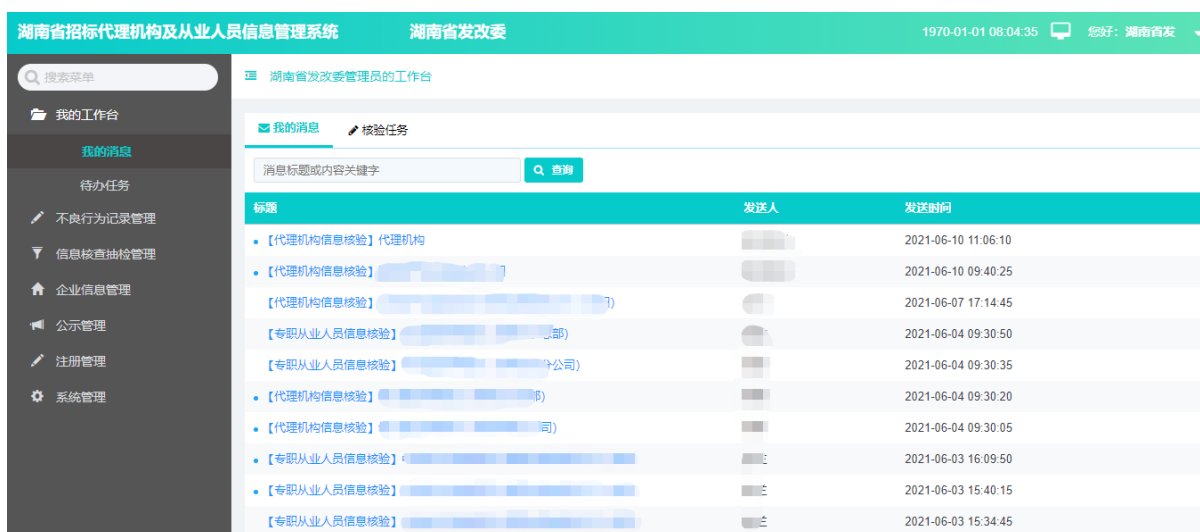 湖南省招标代理机构及从业人员信息管理系统 湖南省发改委 1970-01-01 08:04:35 您好：湖南省发
搜索菜单
湖南省发改委管理员的工作台
我的工作台
我的消息
待办任务
不良行为记录管理
信息核查抽检管理
企业信息管理
公示管理
注册管理
系统管理
我的消息 核验任务
消息标题或内容关键字 查询
标题 发送人 发送时间
【代理机构信息核验】代理机构 2021-06-10 11:06:10
【代理机构信息核验】 2021-06-10 09:40:25
【代理机构信息核验】 2021-06-07 17:14:45
【专职从业人员信息核验】 部) 2021-06-04 09:30:50
【专职从业人员信息核验】 公司) 2021-06-04 09:30:35
【代理机构信息核验】 2021-06-04 09:30:20
【代理机构信息核验】 司) 2021-06-04 09:30:05
【专职从业人员信息核验】 2021-06-03 16:09:50
【专职从业人员信息核验】 2021-06-03 15:40:15
【专职从业人员信息核验】 2021-06-03 15:34:45